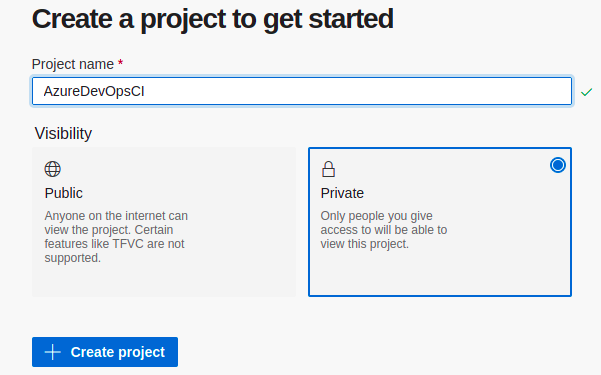 Create a project to get started
Project name *
AzureDevOpsCI
Visibility
Public
Anyone on the internet can
view the project. Certain
features like TFVC are not
supported.
Private
Only people you give
access to will be able to
view this project.
Create project